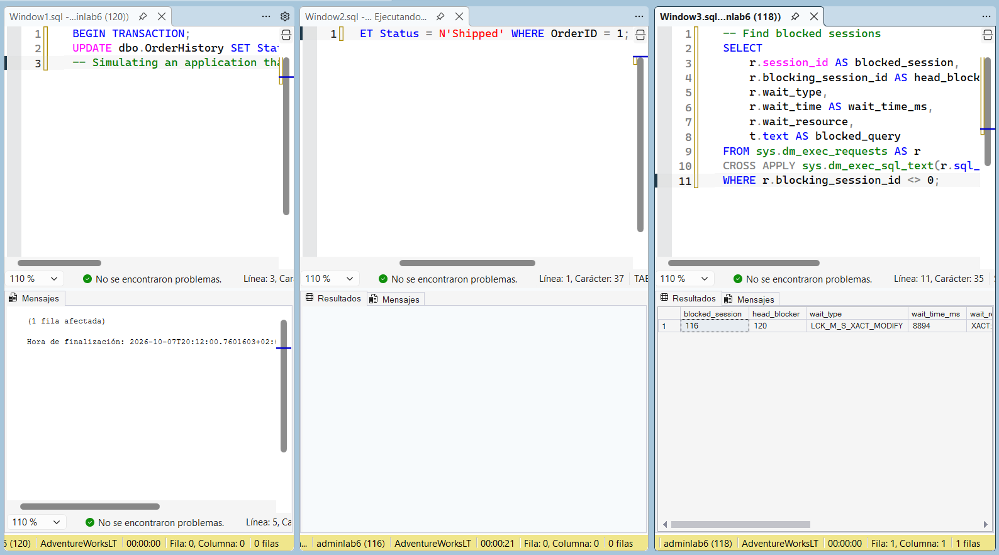 Window1.sql -...inlab6 (120))
1 BEGIN TRANSACTION;
2 UPDATE dbo.OrderHistory SET Sta
3 -- Simulating an application tha
110 %
No se encontraron problemas.
Línea: 3, Car
Mensajes
(1 fila afectada)
Hora de finalización: 2026-10-07T20:12:00.7601603+02:
110 %
No se encontraron problemas.
Línea: 5, Ca
6 (120)
AdventureWorksLT
00:00:00
Fila: 0, Columna: 0
0 filas
Window2.sql -... Ejecutando...
1 ET Status = N'Shipped' WHERE OrderID = 1;
110 %
No se encontraron problemas.
Línea: 1, Carácter: 37
TAB
Resultados
Mensajes
...
adminlab6 (116)
AdventureWorksLT
00:00:21
Fila: 0, Columna: 0
0 filas
Window3.sql...nlab6 (118))
1 -- Find blocked sessions
2 SELECT
3 r.session_id AS blocked_session,
4 r.blocking_session_id AS head_block
5 r.wait_type,
6 r.wait_time AS wait_time_ms,
7 r.wait_resource,
8 t.text AS blocked_query
9 FROM sys.dm_exec_requests AS r
10 CROSS APPLY sys.dm_exec_sql_text(r.sql_
11 WHERE r.blocking_session_id <> 0;
110 %
No se encontraron problemas.
Línea: 11, Carácter: 35
Resultados
Mensajes
blocked_session head_blocker wait_type wait_time_ms wait_re
1 116 120 LCK_M_S_XACT_MODIFY 8894 XACT:
adminlab6 (118)
AdventureWorksLT
00:00:00
Fila: 1, Columna: 1
1 filas